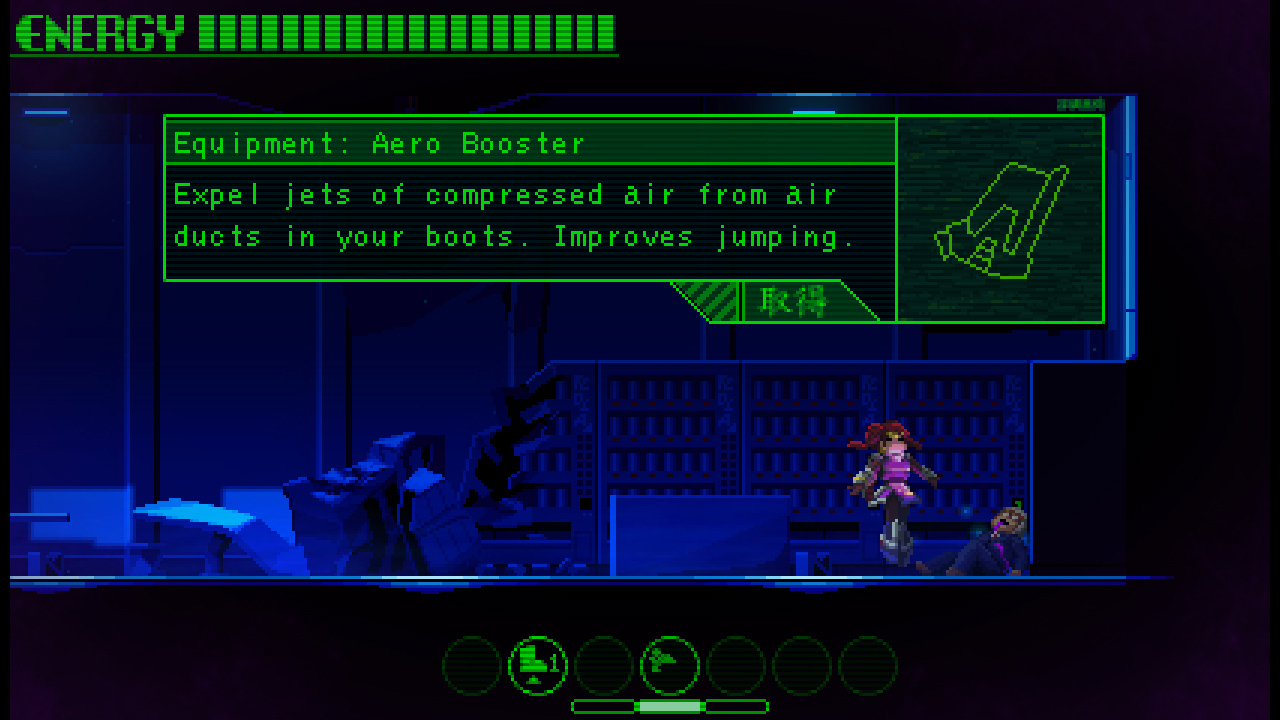 ENERGY
Equipment: Aero Booster
Expel jets of compressed air from air
ducts in your boots. Improves jumping.
取得
1